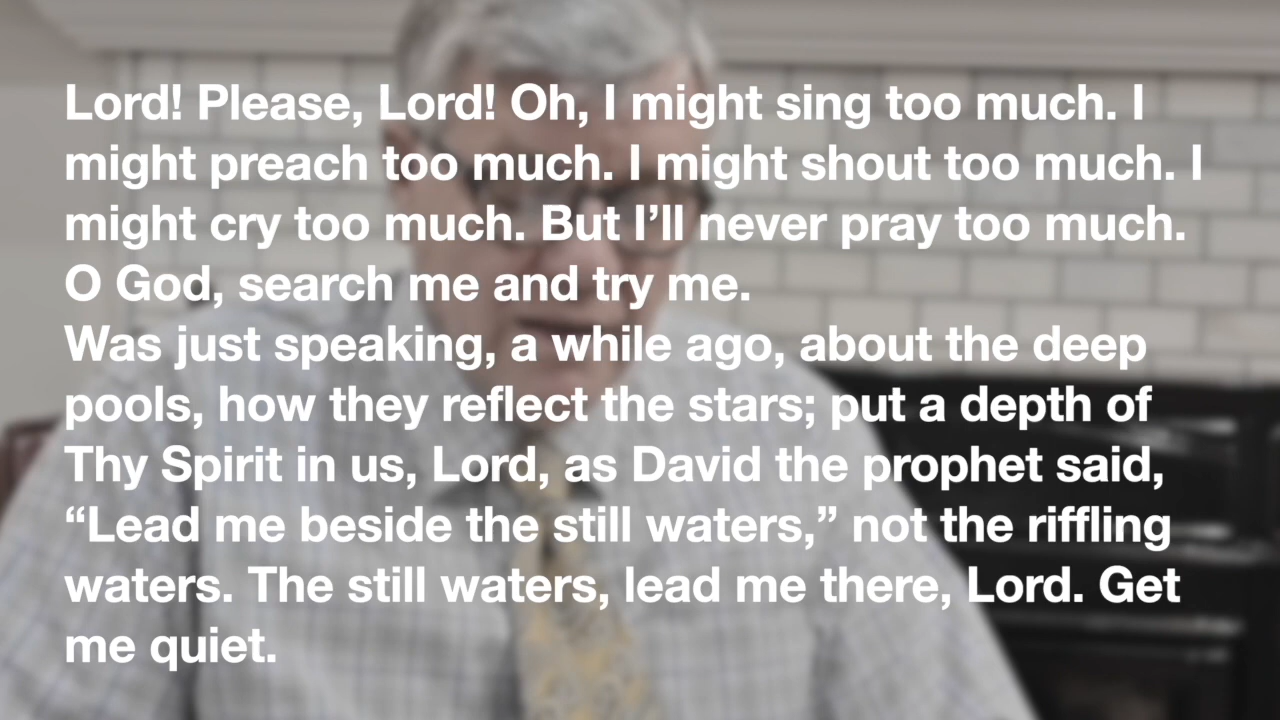 Lord! Please, Lord! Oh, I might sing too much. I
might preach too much. I might shout too much. I
might cry too much. But I’ll never pray too much.
O God, search me and try me.
Was just speaking, a while ago, about the deep
pools, how they reflect the stars; put a depth of
Thy Spirit in us, Lord, as David the prophet said,
“Lead me beside the still waters,” not the riffling
waters. The still waters, lead me there, Lord. Get
me quiet.